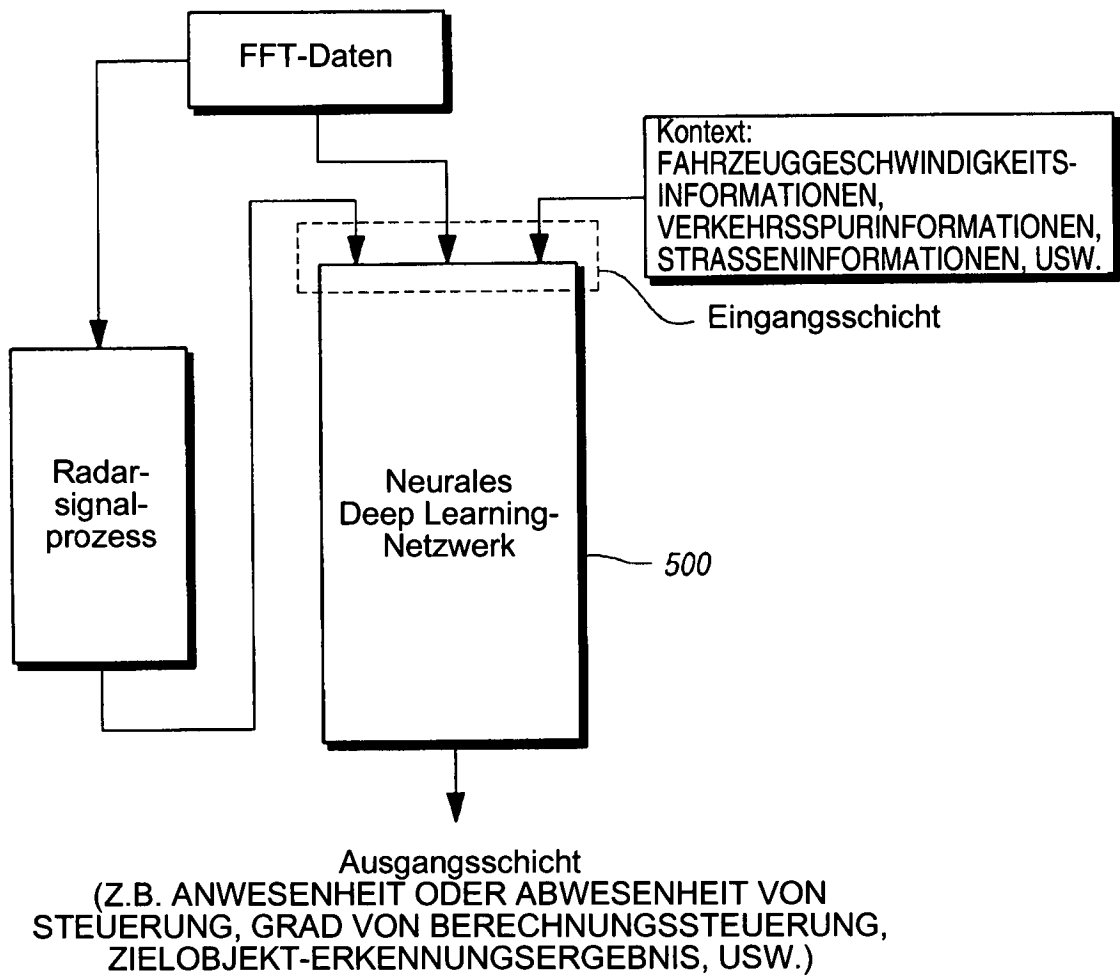 FFT-Daten
Kontext:
FAHRZEUGGESCHWINDIGKEITS-
INFORMATIONEN,
VERKEHRSSPURINFORMATIONEN,
STRASSENINFORMATIONEN, USW.
Eingangsschicht
Radar-
signal-
prozess
Neurales
Deep Learning-
Netzwerk
500
Ausgangsschicht
(Z.B. ANWESENHEIT ODER ABWESENHEIT VON
STEUERUNG, GRAD VON BERECHNUNGSSTEUERUNG,
ZIELOBJEKT-ERKENNUNGSERGEBNIS, USW.)